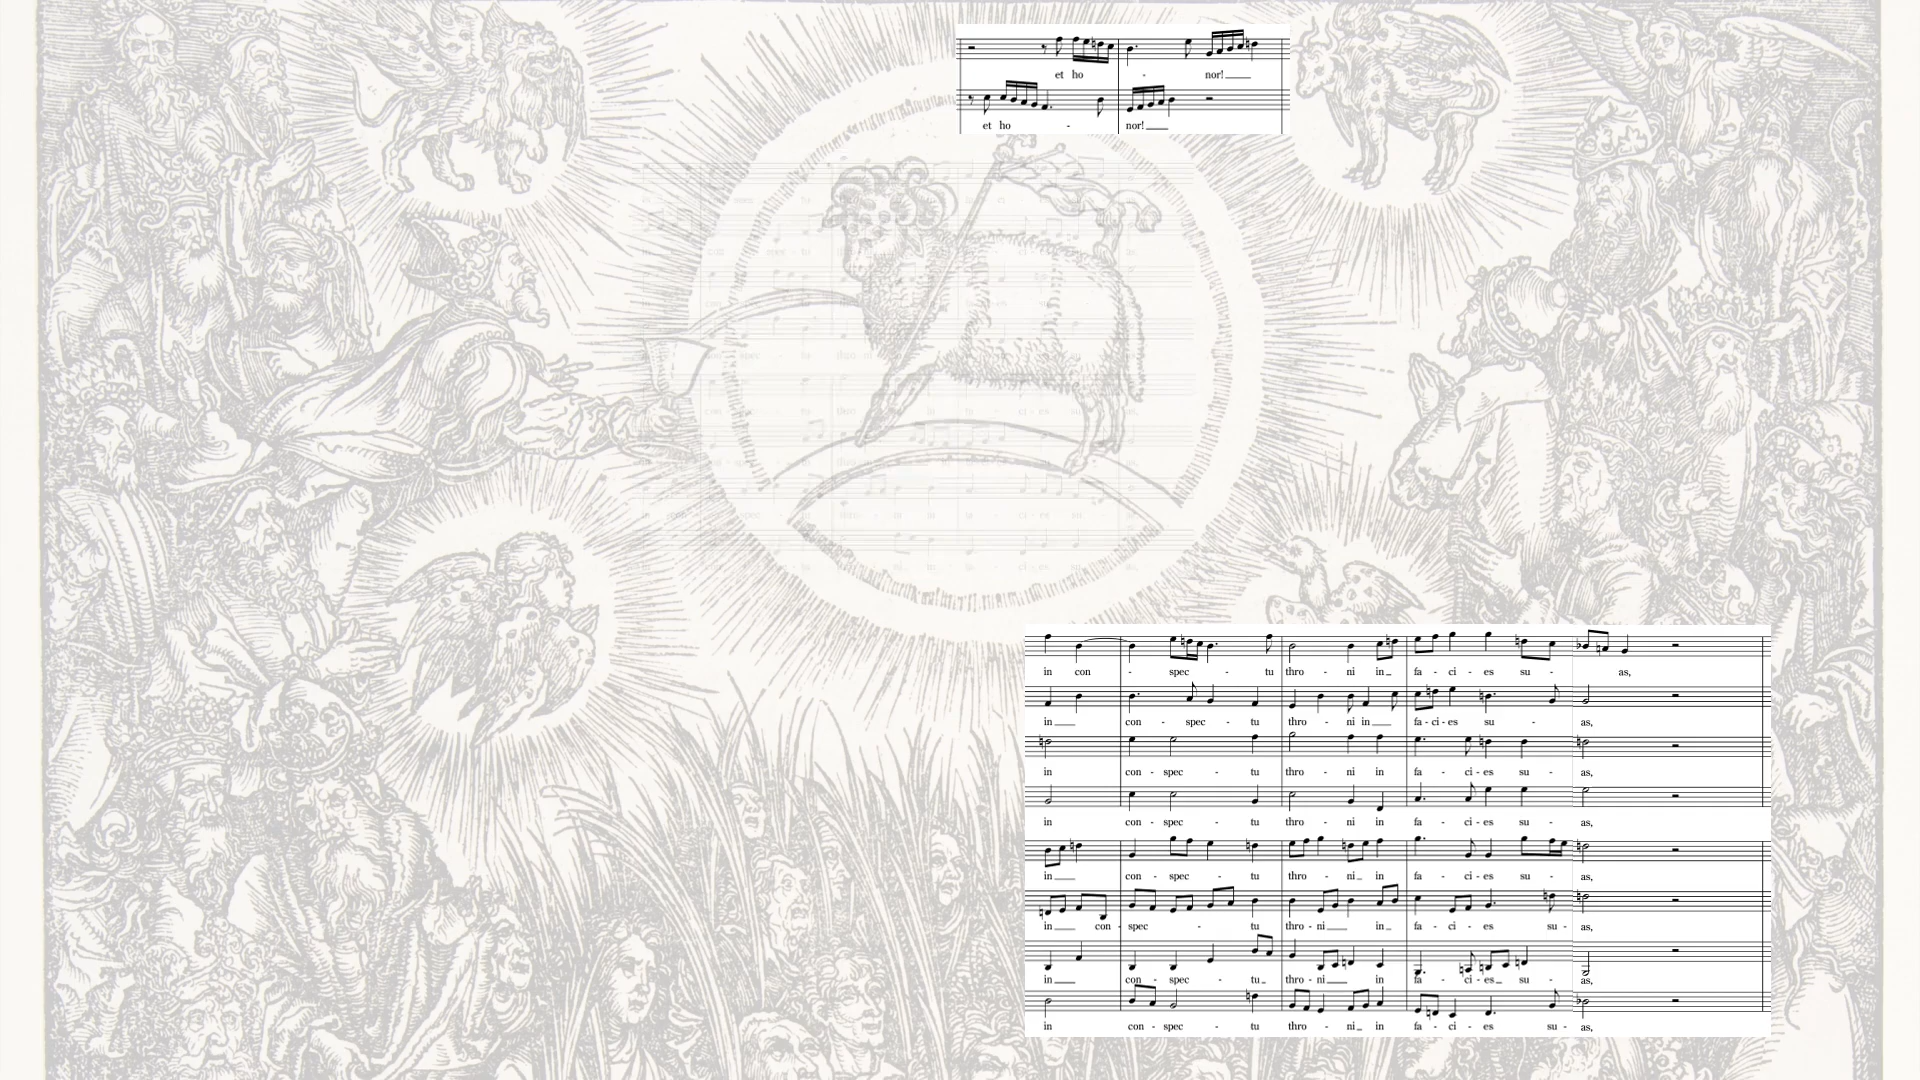 et ho - nor!
et ho - nor!
in con - spec - tu thro - ni in fa - ci - es su - as,
in con - spec - tu thro - ni in fa - ci - es su - as,
in con - spec - tu thro - ni in fa - ci - es su - as,
in con - spec - tu thro - ni in fa - ci - es su - as,
in con - spec - tu thro - ni in fa - ci - es su - as,
in con - spec - tu thro - ni in fa - ci - es su - as,
in con - spec - tu thro - ni in fa - ci - es su - as,
in con - spec - tu thro - ni in fa - ci - es su - as,